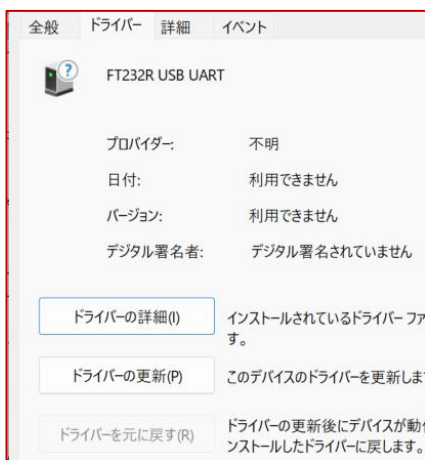 全般 ドライバー 詳細 イベント
FT232R USB UART
プロバイダー: 不明
日付: 利用できません
バージョン: 利用できません
デジタル署名者: デジタル署名されていません
ドライバーの詳細(I) インストールされているドライバー ファ
す。
ドライバーの更新(P) このデバイスのドライバーを更新しま
ドライバーを元に戻す(R) ドライバーの更新後にデバイスが動
ンストールしたドライバーに戻します。